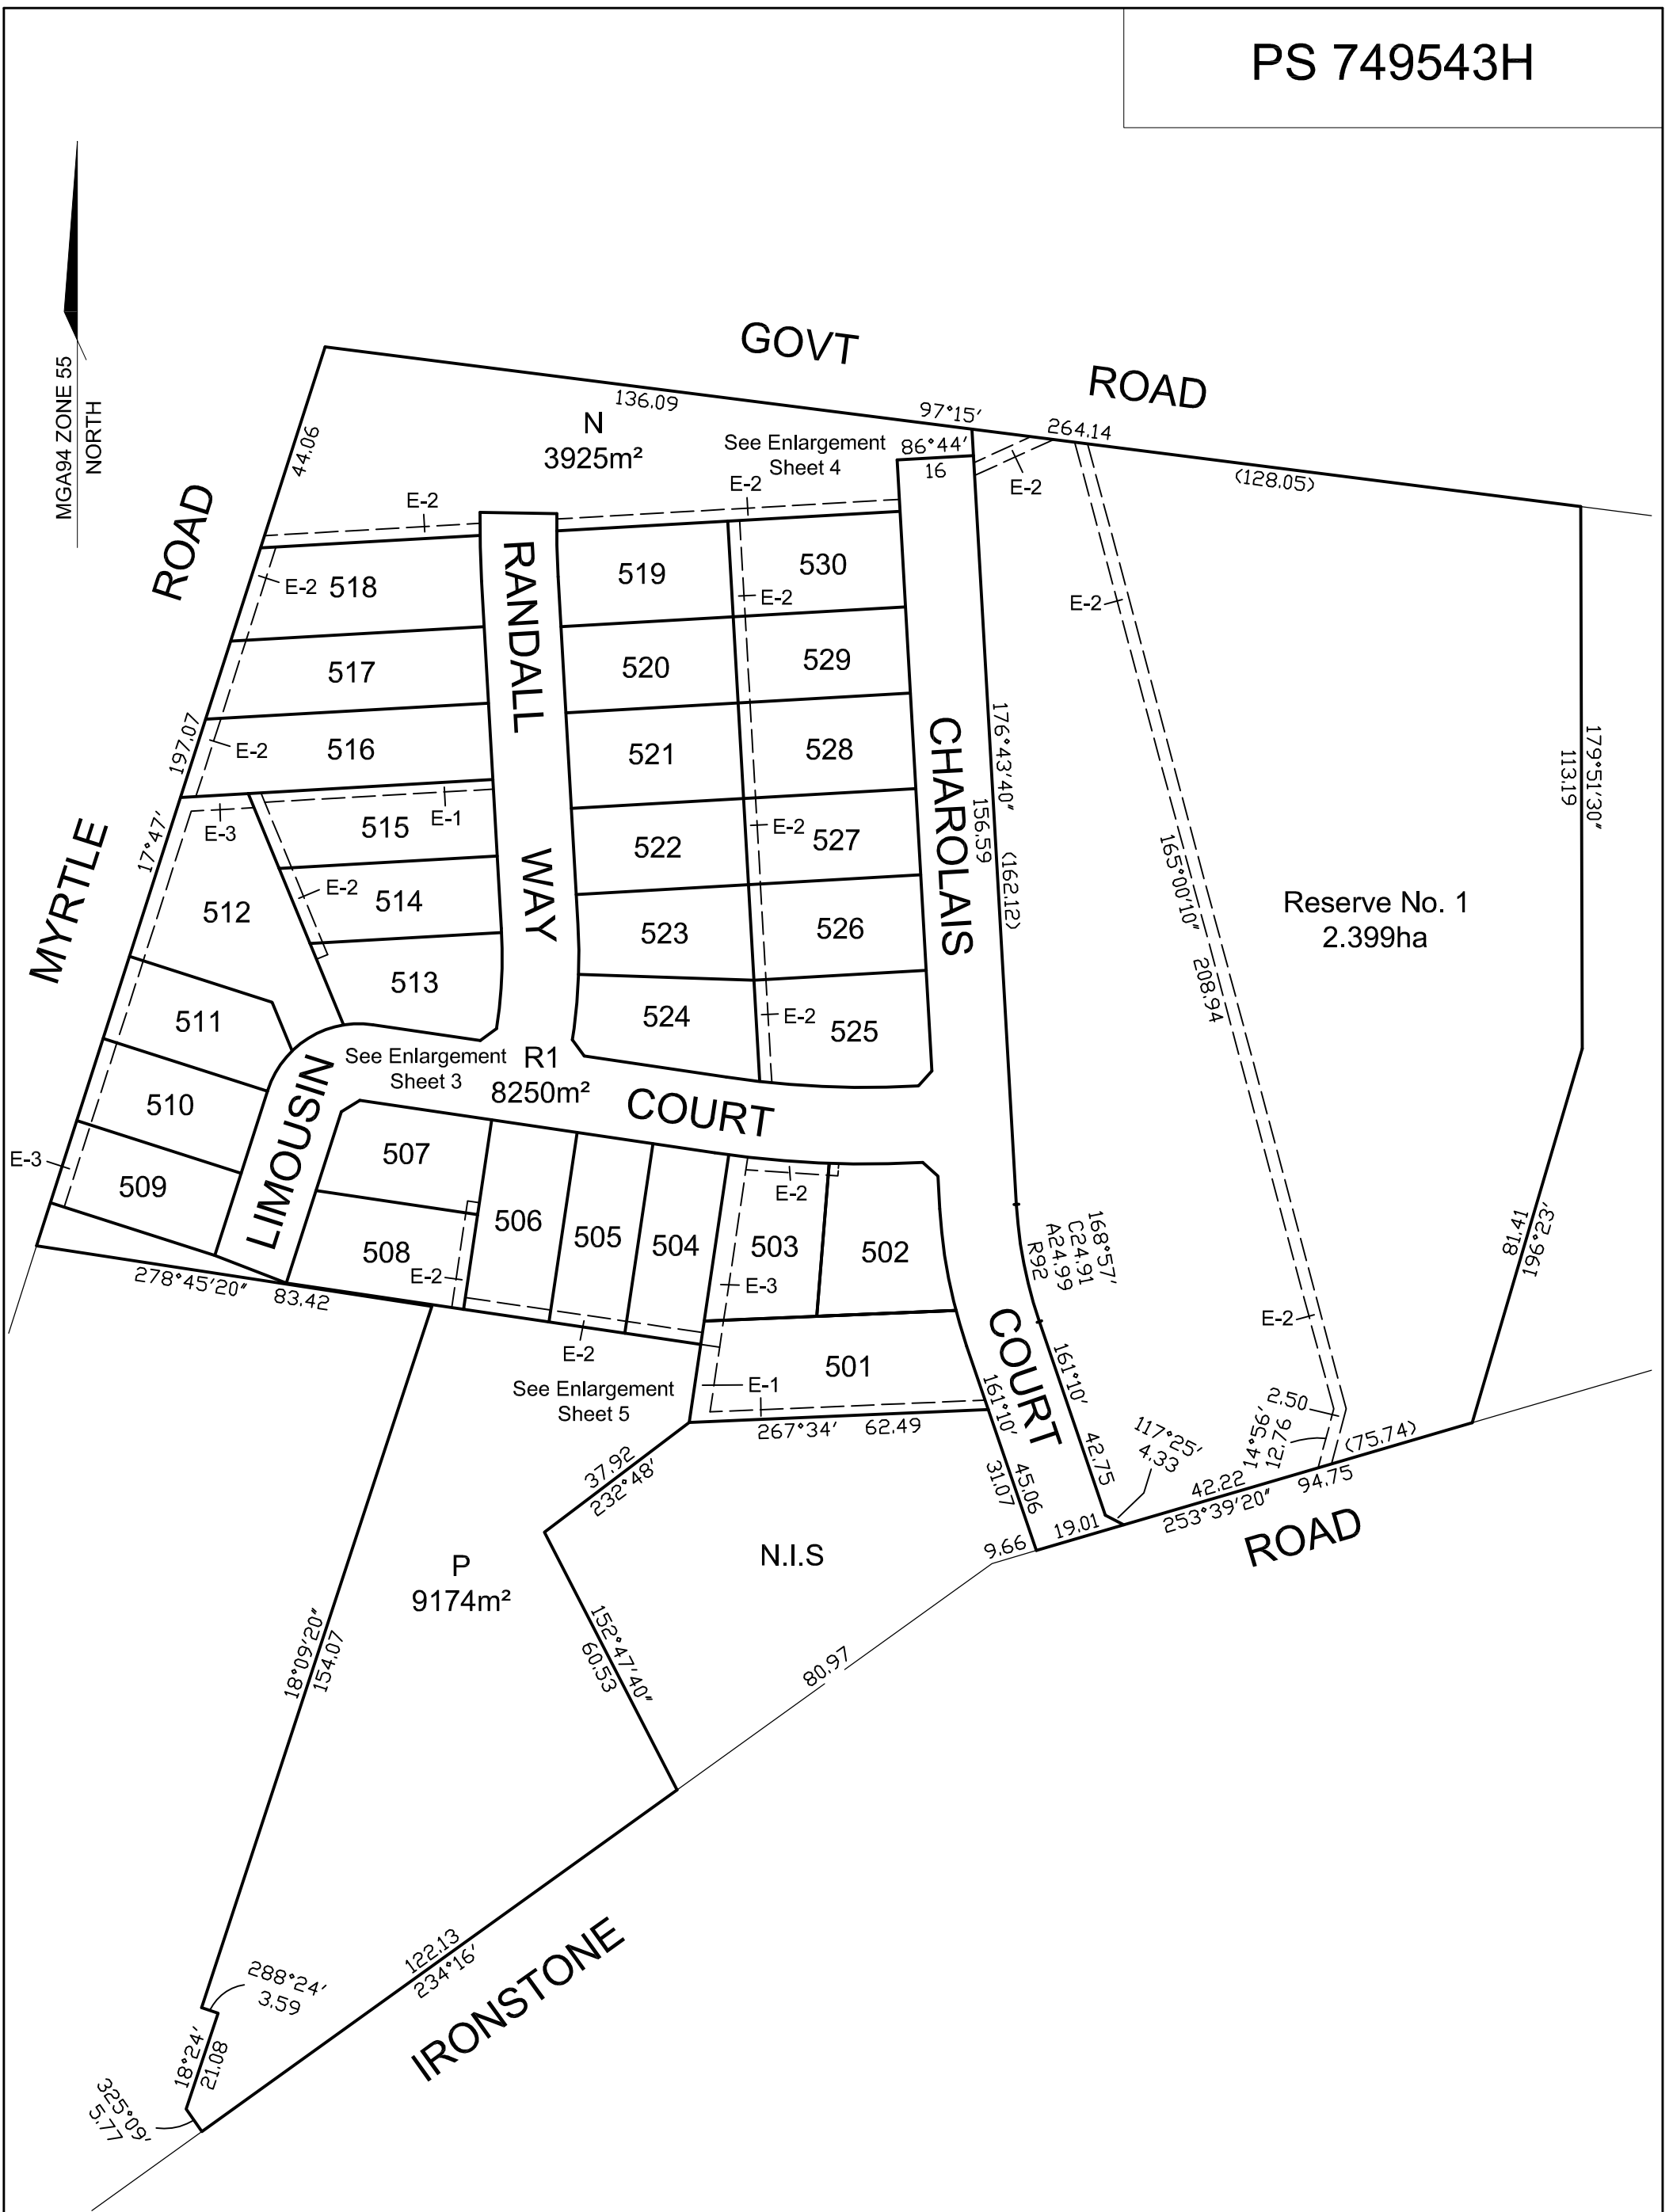 PS 749543H
MGA94 ZONE 55
NORTH
GOVT
ROAD
136.09
97°15'
264.14
(128.05)
N
3925m²
See Enlargement
Sheet 4
86°44'
16
44.06
ROAD
E-2
E-2
E-2
E-2
518
RANDALL
519
530
E-2
E-2
517
520
529
197.07
E-2
516
521
528
CHAROLAIS
176°43'40"
(162.12)
156.59
179°51'30"
113.19
E-3
E-1
515
522
E-2
527
17°47'
MYRTLE
512
E-2
514
WAY
523
526
165°00'10"
208.94
Reserve No. 1
2.399ha
513
511
524
E-2
525
See Enlargement
Sheet 3
R1
8250m²
COURT
LIMOUSIN
510
E-3
509
507
E-2
506
505
504
503
502
508
E-2
E-3
168°57'
C24.91
A24.99
R92
81.41
196°23'
278°45'20"
83.42
E-2
E-2
COURT
501
See Enlargement
Sheet 5
E-1
267°34'
62.49
161°10'
45.06
31.07
161°10'
42.75
117°25'
4.33
2.50
14°56'
12.76
(75.74)
42.22
94.75
253°39'20"
19.01
9.66
ROAD
37.92
232°48'
N.I.S
P
9174m²
152°47'40"
60.53
80.97
18°09'20"
154.07
122.13
234°16'
IRONSTONE
288°24'
3.59
18°24'
21.08
325°09'
5.77